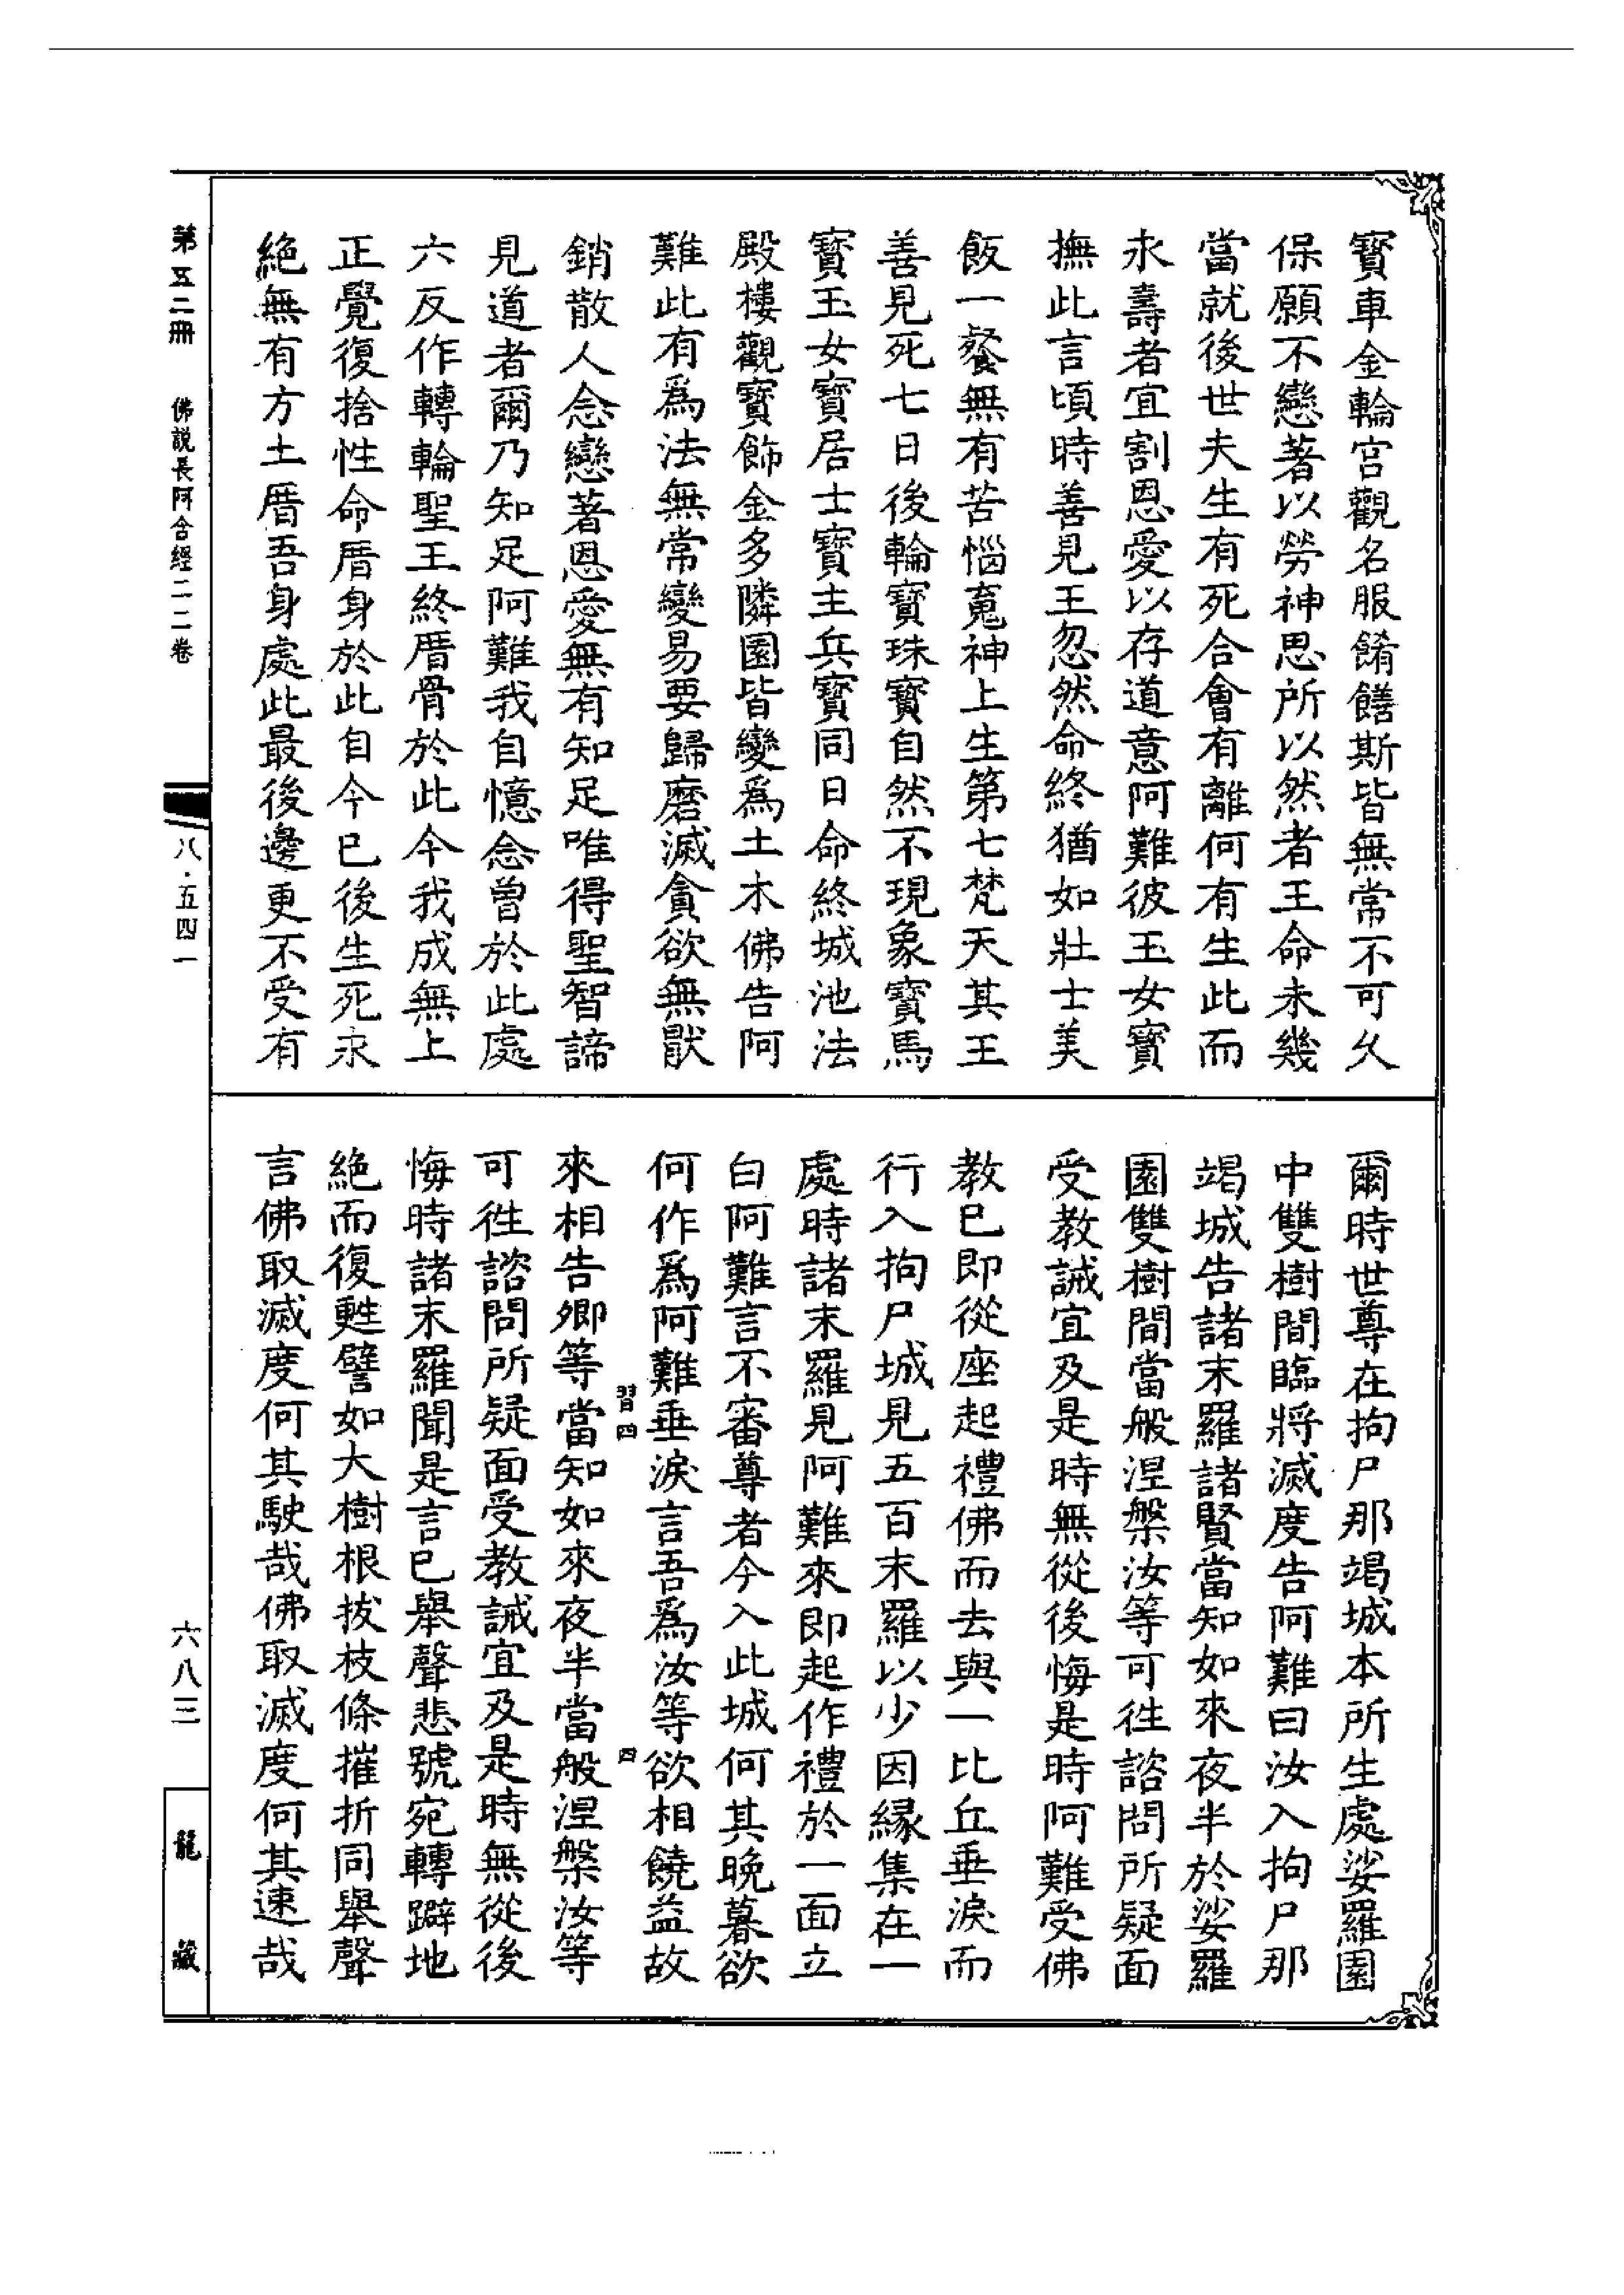 寶車金輪宮觀名服餚饍斯皆無常不可久
保願不戀著以勞神思所以然者王命未幾
當就後世夫生有死合會有離何有生此而
永壽者宜割恩愛以存道意阿難彼玉女寶
撫此言頃時善見王忽然命終猶如壯士美
飯一餐無有苦惱䰟神上生第七梵天其王
善見死七日後輪寶珠寶自然不現象寶馬
寶玉女寶居士寶主兵寶同日命終城池法
殿樓觀寶飾金多隣園皆變爲土木佛告阿
難此有爲法無常變易要歸磨滅貪欲無猒
銷散人命戀著恩愛無有知足唯得聖智諦
見道者爾乃知足阿難我自憶念曾於此處
六反作轉輪聖王終厝骨於此今我成無上
正覺復捨性命厝身於此自今已後生死永
絶無有方土厝吾身處此最後邊更不受有
爾時世尊在拘尸那竭城本所生處娑羅園
中雙樹間臨將滅度告阿難曰汝入拘尸那
竭城告諸末羅諸賢當知如來夜半於娑羅
園雙樹間當般涅槃汝等可往諮問所疑面
受教誡宜及是時無從後悔是時阿難受佛
教已即從座起禮佛而去與一比丘垂淚而
行入拘尸城見五百末羅以少因縁集在一
處時諸末羅見阿難來即起作禮於一面立
白阿難言不審尊者今入此城何其晚暮欲
何作爲阿難垂淚言吾爲汝等欲相饒益故
習四
四
來相告卿等當知如來夜半當般涅槃汝等
可往諮問所疑面受教誡宜及是時無從後
悔時諸末羅聞是言已舉聲悲號宛轉躃地
絶而復甦譬如大樹根拔枝條摧折同舉聲
言佛取滅度何其駛哉佛取滅度何其速哉
第五二冊 佛説長阿含經二二卷
八·五四一
六八三
龍藏